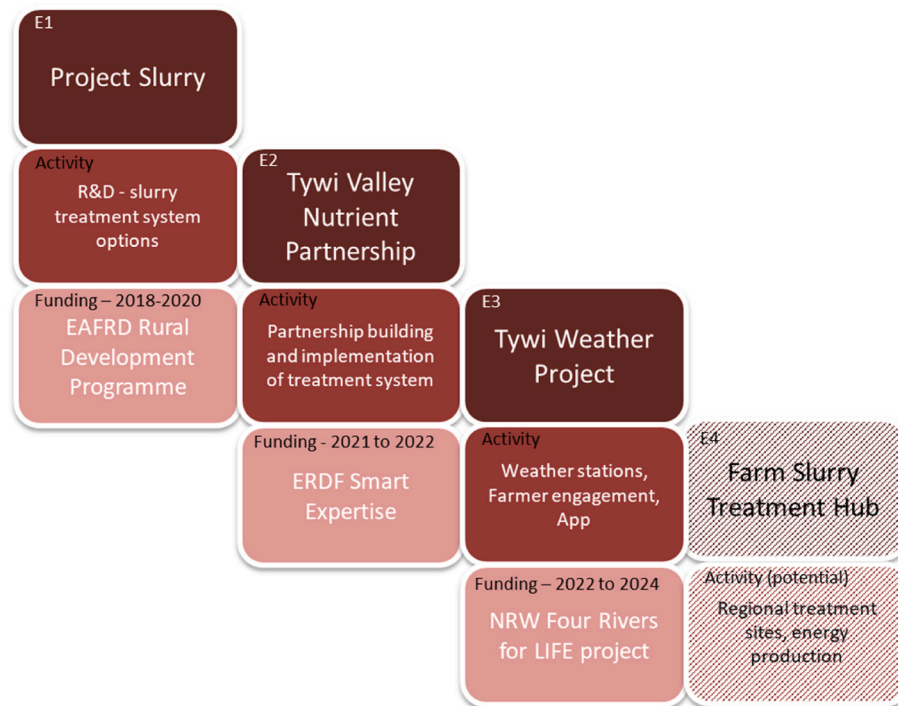 E1
Project Slurry
Activity
R&D - slurry
treatment system
options
Funding – 2018-2020
EAFRD Rural
Development
Programme
E2
Tywi Valley
Nutrient
Partnership
Activity
Partnership building
and implementation
of treatment system
Funding - 2021 to 2022
ERDF Smart
Expertise
E3
Tywi Weather
Project
Activity
Weather stations,
Farmer engagement,
App
Funding – 2022 to 2024
NRW Four Rivers
for LIFE project
E4
Farm Slurry
Treatment Hub
Activity (potential)
Regional treatment
sites, energy
production